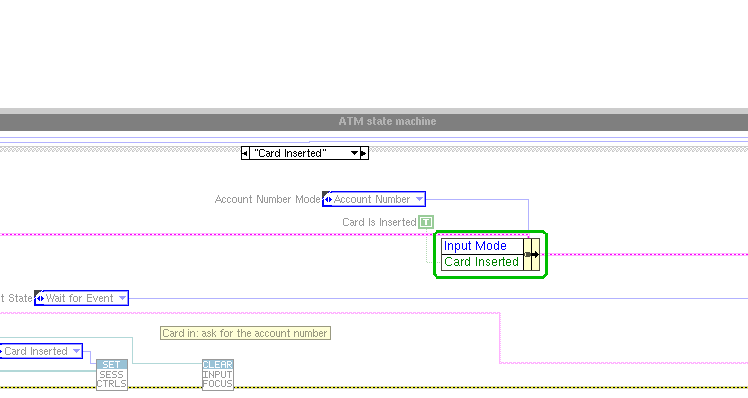 ATM state machine
"Card Inserted"
Account Number Mode
Account Number
Card Is Inserted
T
Input Mode
Card Inserted
t State
Wait for Event
Card in: ask for the account number
Card Inserted
SET
SESS
CTRLS
CLEAR
INPUT
FOCUS